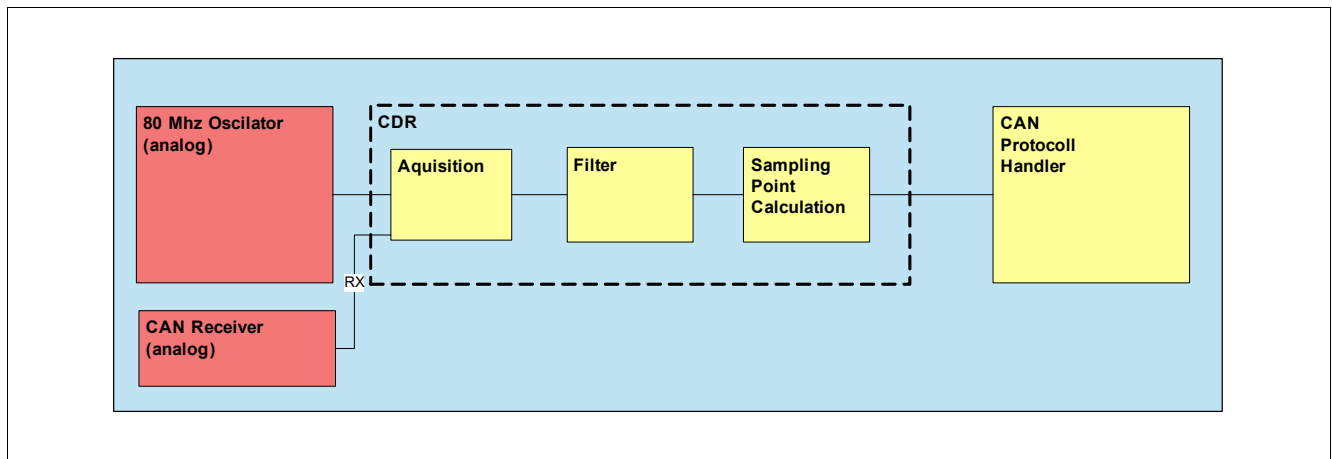 80 Mhz Oscilator
(analog)
CDR
Aquisition
Filter
Sampling
Point
Calculation
CAN
Protocoll
Handler
RX
CAN Receiver
(analog)